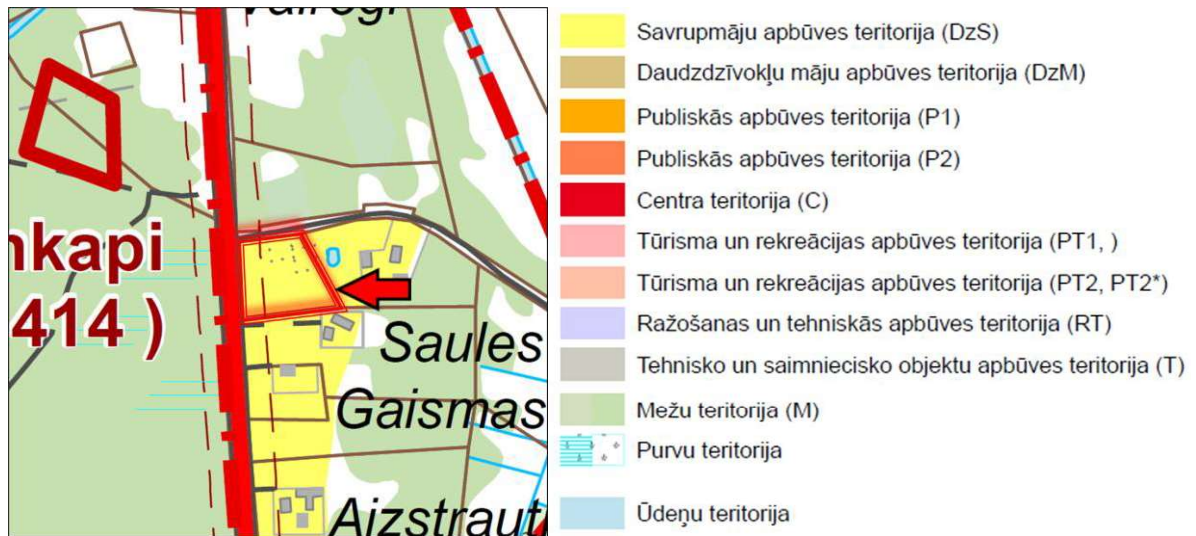 nkapi
414 )
Saules
Gaismas
Aizstrauti
Savrupmāju apbūves teritorija (DzS)
Daudzdzīvokļu māju apbūves teritorija (DzM)
Publiskās apbūves teritorija (P1)
Publiskās apbūves teritorija (P2)
Centra teritorija (C)
Tūrisma un rekreācijas apbūves teritorija (PT1, )
Tūrisma un rekreācijas apbūves teritorija (PT2, PT2*)
Ražošanas un tehniskās apbūves teritorija (RT)
Tehnisko un saimniecisko objektu apbūves teritorija (T)
Mežu teritorija (M)
Purvu teritorija
Ūdeņu teritorija